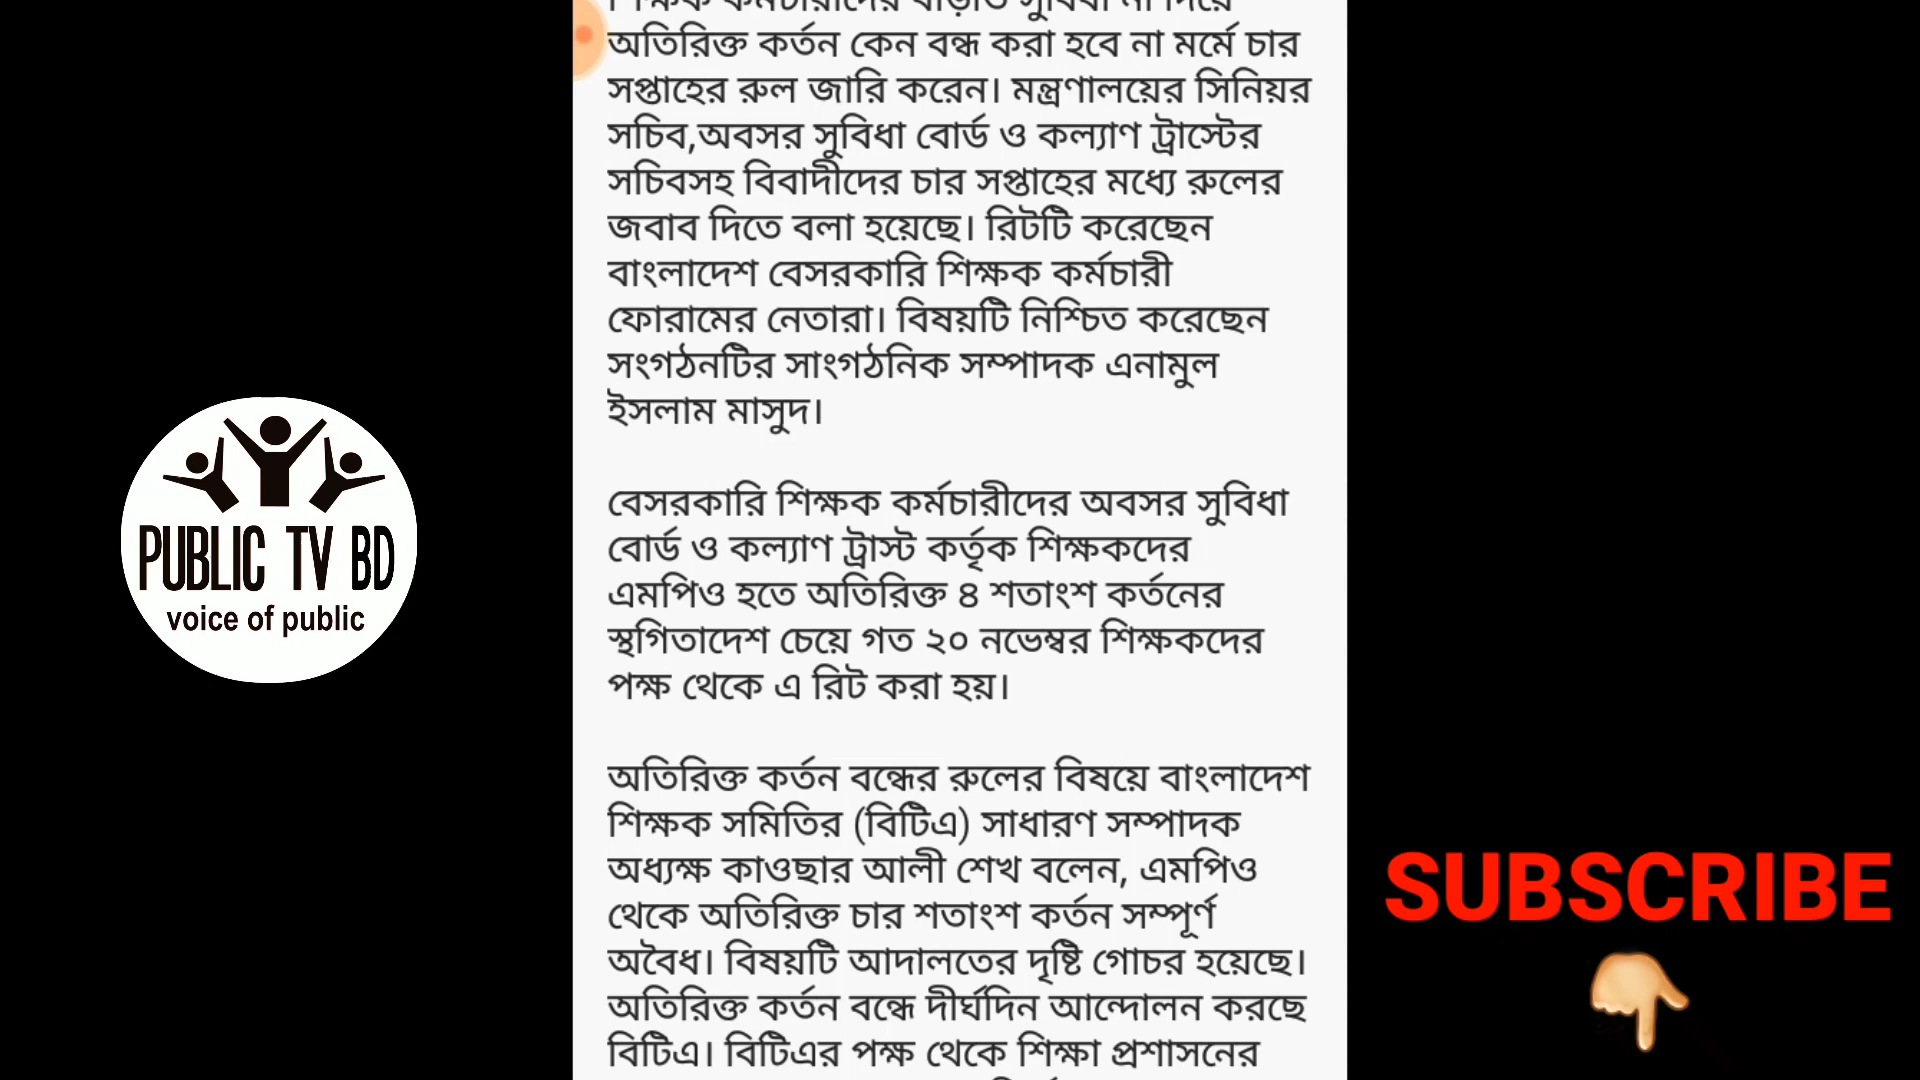 শিক্ষক কর্মচারীদের বাড়তি সুবিধা না দিয়ে
অতিরিক্ত কর্তন কেন বন্ধ করা হবে না মর্মে চার
সপ্তাহের রুল জারি করেন। মন্ত্রণালয়ের সিনিয়র
সচিব,অবসর সুবিধা বোর্ড ও কল্যাণ ট্রাস্টের
সচিবসহ বিবাদীদের চার সপ্তাহের মধ্যে রুলের
জবাব দিতে বলা হয়েছে। রিটটি করেছেন
বাংলাদেশ বেসরকারি শিক্ষক কর্মচারী
ফোরামের নেতারা। বিষয়টি নিশ্চিত করেছেন
সংগঠনটির সাংগঠনিক সম্পাদক এনামুল
ইসলাম মাসুদ।
বেসরকারি শিক্ষক কর্মচারীদের অবসর সুবিধা
বোর্ড ও কল্যাণ ট্রাস্ট কর্তৃক শিক্ষকদের
এমপিও হতে অতিরিক্ত ৪ শতাংশ কর্তনের
স্থগিতাদেশ চেয়ে গত ২০ নভেম্বর শিক্ষকদের
পক্ষ থেকে এ রিট করা হয়।
অতিরিক্ত কর্তন বন্ধের রুলের বিষয়ে বাংলাদেশ
শিক্ষক সমিতির (বিটিএ) সাধারণ সম্পাদক
অধ্যক্ষ কাওছার আলী শেখ বলেন, এমপিও
থেকে অতিরিক্ত চার শতাংশ কর্তন সম্পূর্ণ
অবৈধ। বিষয়টি আদালতের দৃষ্টি গোচর হয়েছে।
অতিরিক্ত কর্তন বন্ধে দীর্ঘদিন আন্দোলন করছে
বিটিএ। বিটিএর পক্ষ থেকে শিক্ষা প্রশাসনের
PUBLIC TV BD
voice of public
SUBSCRIBE